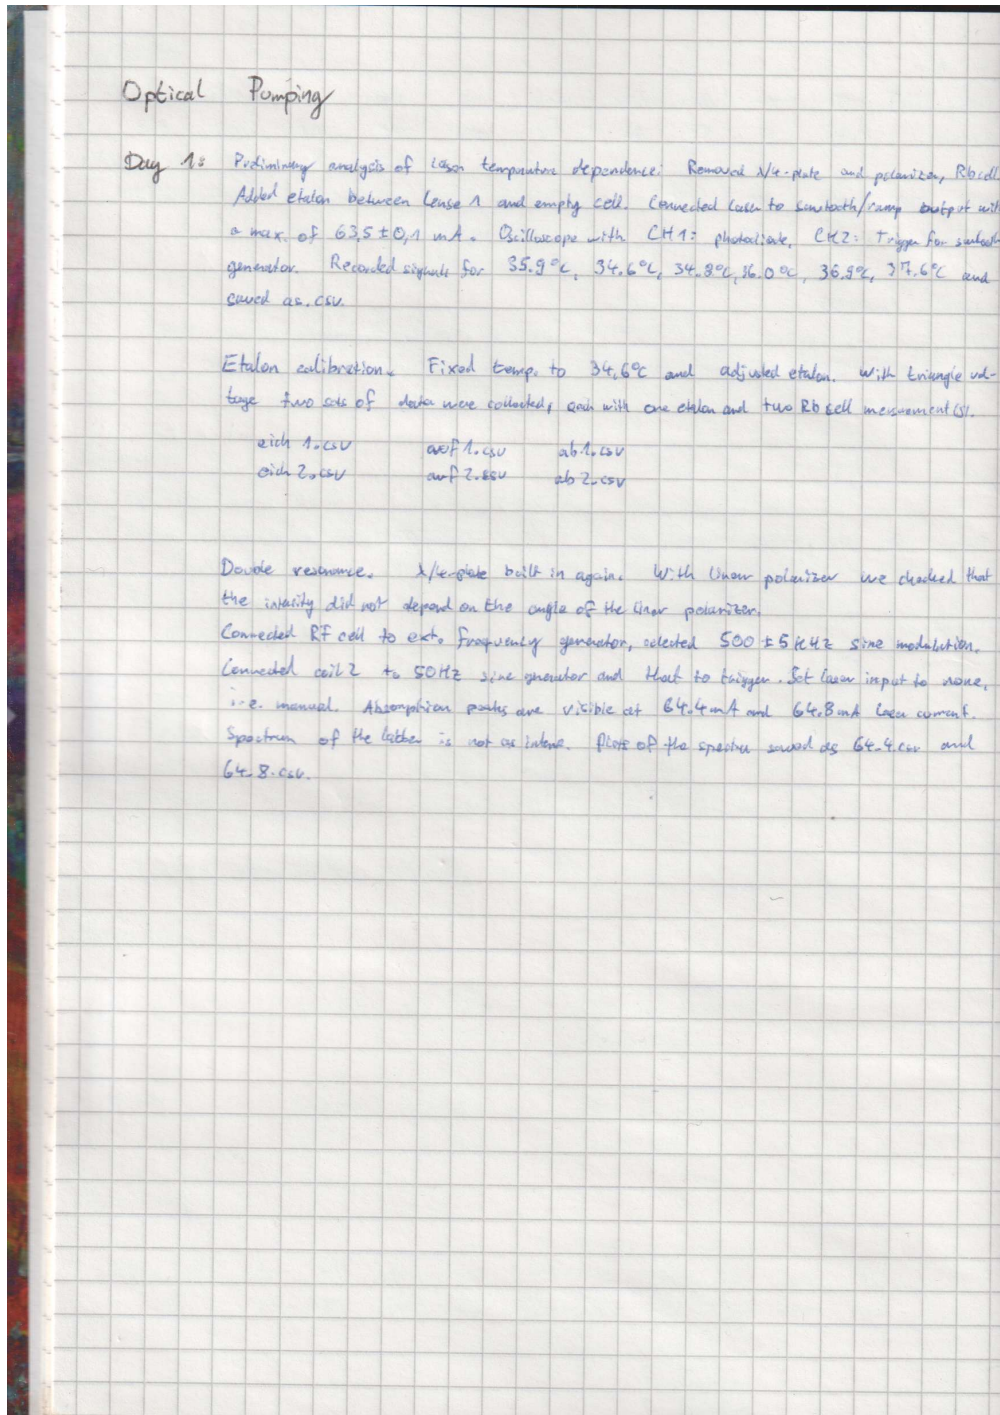 Optical Pumping
Day 1: Preliminary analysis of Laser temperature dependence: Removed λ/4-plate and polarizer, Rb cell.
Added etalon between Lense 1 and empty cell. Connected laser to sawtooth/ramp output with
a max. of 63,5 ± 0,1 mA. Oscilloscope with CH1: photodiode, CH2: Trigger for sawtooth
generator. Recorded signals for 35.9°C, 34.6°C, 34.8°C, 36.0°C, 36.9°C, 37.6°C and
saved as .csv.
Etalon calibration. Fixed temp. to 34,6°C and adjusted etalon. With triangle vol-
tage two sets of data were collected, each with one etalon and two Rb cell measurement(s).
eich 1.csv auf 1.csv ab 1.csv
eich 2.csv auf 2.csv ab 2.csv
Double resonance. λ/4-plate built in again. With linear polarizer we checked that
the intesity did not depend on the angle of the linear polarizer.
Connected RF cell to ext. frequency generator, selected 500 ± 5 kHz sine modulation.
Connected coil 2 to 50Hz sine generator and that to trigger. Set laser input to none,
i.e. manual. Absorption peaks are visible at 64.4mA and 64.8mA laser current.
Spectrum of the latter is not as intense. Plots of the spectra saved as 64.4.csv and
64.8.csv.